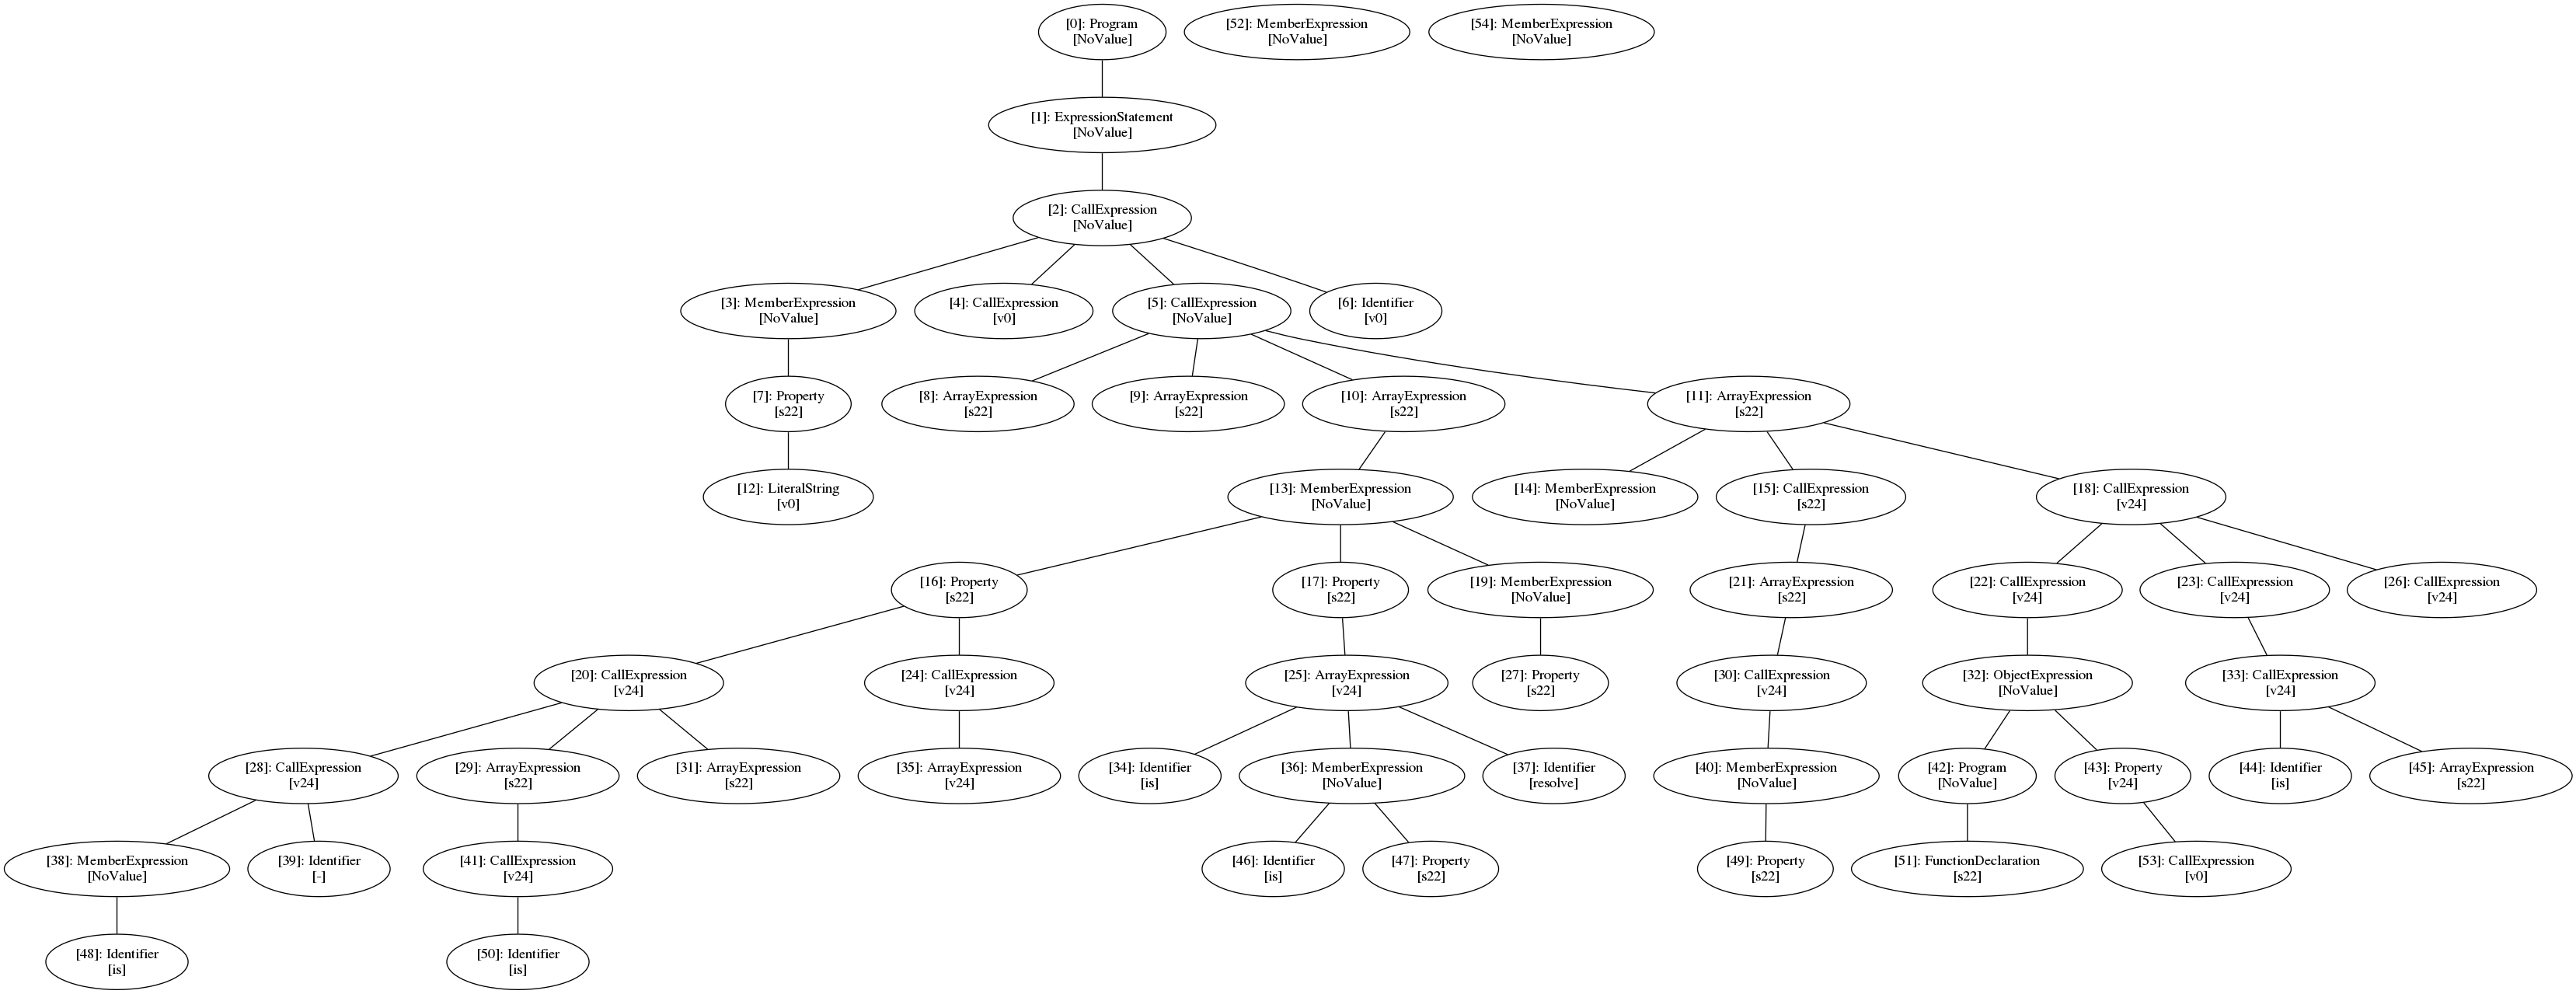 [0]: Program
[NoValue]
[52]: MemberExpression
[NoValue]
[54]: MemberExpression
[NoValue]
[1]: ExpressionStatement
[NoValue]
[2]: CallExpression
[NoValue]
[3]: MemberExpression
[NoValue]
[4]: CallExpression
[v0]
[5]: CallExpression
[NoValue]
[6]: Identifier
[v0]
[7]: Property
[s22]
[8]: ArrayExpression
[s22]
[9]: ArrayExpression
[s22]
[10]: ArrayExpression
[s22]
[11]: ArrayExpression
[s22]
[12]: LiteralString
[v0]
[13]: MemberExpression
[NoValue]
[14]: MemberExpression
[NoValue]
[15]: CallExpression
[s22]
[18]: CallExpression
[v24]
[16]: Property
[s22]
[17]: Property
[s22]
[19]: MemberExpression
[NoValue]
[21]: ArrayExpression
[s22]
[22]: CallExpression
[v24]
[23]: CallExpression
[v24]
[26]: CallExpression
[v24]
[20]: CallExpression
[v24]
[24]: CallExpression
[v24]
[25]: ArrayExpression
[v24]
[27]: Property
[s22]
[30]: CallExpression
[v24]
[32]: ObjectExpression
[NoValue]
[33]: CallExpression
[v24]
[28]: CallExpression
[v24]
[29]: ArrayExpression
[s22]
[31]: ArrayExpression
[s22]
[35]: ArrayExpression
[v24]
[34]: Identifier
[is]
[36]: MemberExpression
[NoValue]
[37]: Identifier
[resolve]
[40]: MemberExpression
[NoValue]
[42]: Program
[NoValue]
[43]: Property
[v24]
[44]: Identifier
[is]
[45]: ArrayExpression
[s22]
[38]: MemberExpression
[NoValue]
[39]: Identifier
[-]
[41]: CallExpression
[v24]
[46]: Identifier
[is]
[47]: Property
[s22]
[49]: Property
[s22]
[51]: FunctionDeclaration
[s22]
[53]: CallExpression
[v0]
[48]: Identifier
[is]
[50]: Identifier
[is]